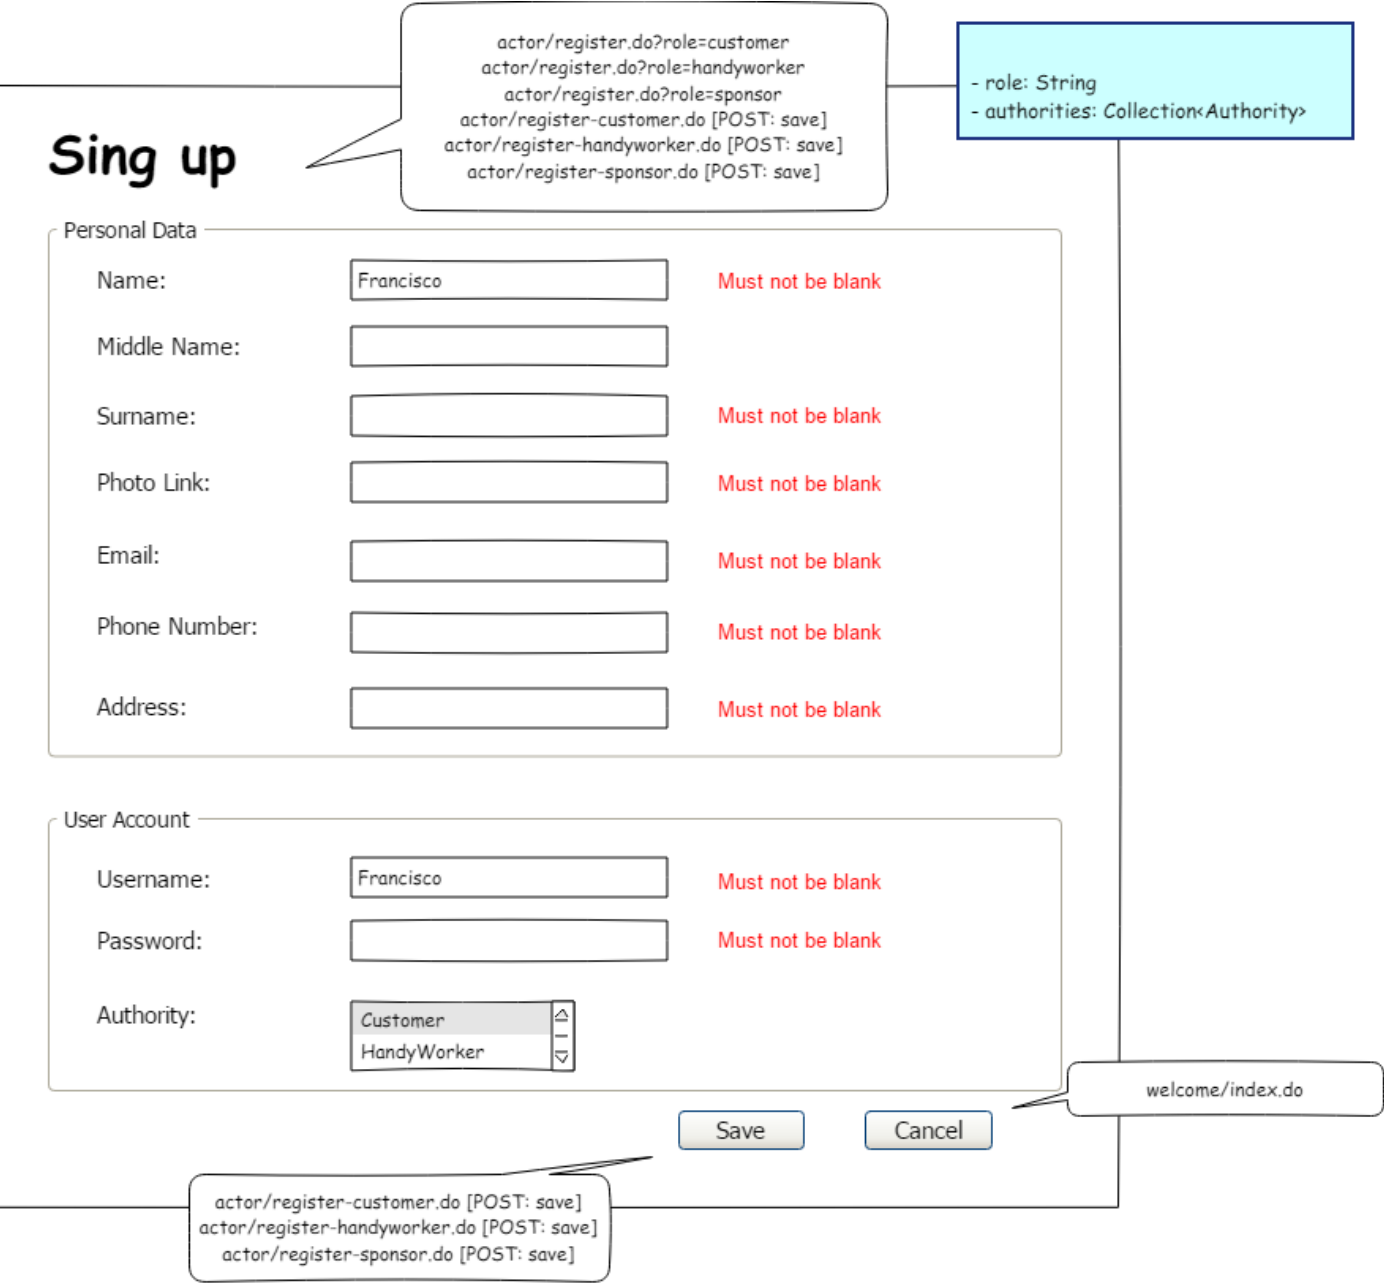 actor/register.do?role=customer
actor/register.do?role=handyworker
actor/register.do?role=sponsor
actor/register-customer.do [POST: save]
actor/register-handyworker.do [POST: save]
actor/register-sponsor.do [POST: save]
- role: String
- authorities: Collection<Authority>
Sing up
Personal Data
Name: Francisco Must not be blank
Middle Name:
Surname: Must not be blank
Photo Link: Must not be blank
Email: Must not be blank
Phone Number: Must not be blank
Address: Must not be blank
User Account
Username: Francisco Must not be blank
Password: Must not be blank
Authority: Customer
HandyWorker
welcome/index.do
Save Cancel
actor/register-customer.do [POST: save]
actor/register-handyworker.do [POST: save]
actor/register-sponsor.do [POST: save]